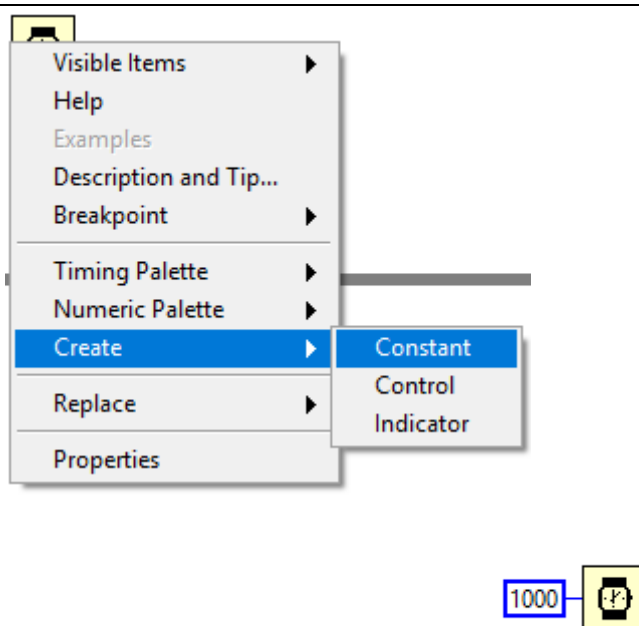 Visible Items
Help
Examples
Description and Tip...
Breakpoint
Timing Palette
Numeric Palette
Create
Constant
Control
Indicator
Replace
Properties
1000